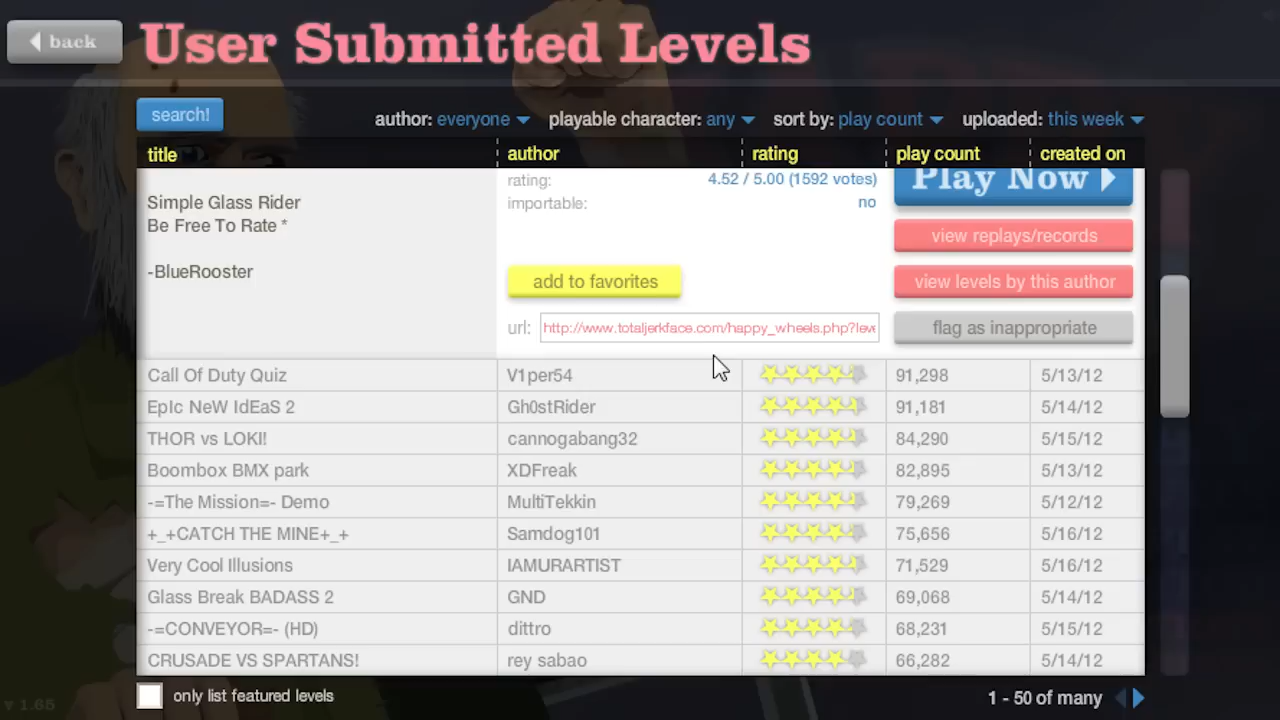 back
User Submitted Levels
search!
author: everyone playable character: any sort by: play count uploaded: this week
title author rating play count created on
rating: 4.52 / 5.00 (1592 votes) Play Now
Simple Glass Rider importable: no
Be Free To Rate * view replays/records
-BlueRooster add to favorites view levels by this author
url: http://www.totaljerkface.com/happy_wheels.php?leve flag as inappropriate
Call Of Duty Quiz V1per54 91,298 5/13/12
EpIc NeW IdEaS 2 Gh0stRider 91,181 5/14/12
THOR vs LOKI! cannogabang32 84,290 5/15/12
Boombox BMX park XDFreak 82,895 5/13/12
-=The Mission=- Demo MultiTekkin 79,269 5/12/12
+_+CATCH THE MINE+_+ Samdog101 75,656 5/16/12
Very Cool Illusions IAMURARTIST 71,529 5/16/12
Glass Break BADASS 2 GND 69,068 5/14/12
-=CONVEYOR=- (HD) dittro 68,231 5/15/12
CRUSADE VS SPARTANS! rey sabao 66,282 5/14/12
only list featured levels 1 - 50 of many
v 1.65